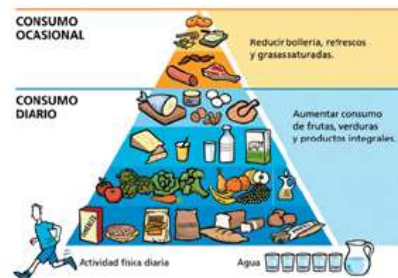 CONSUMO
OCASIONAL
Reducir bollería, refrescos
y grasas saturadas.
CONSUMO
DIARIO
Aumentar consumo
de frutas, verduras
y productos integrales.
Actividad física diaria
Agua